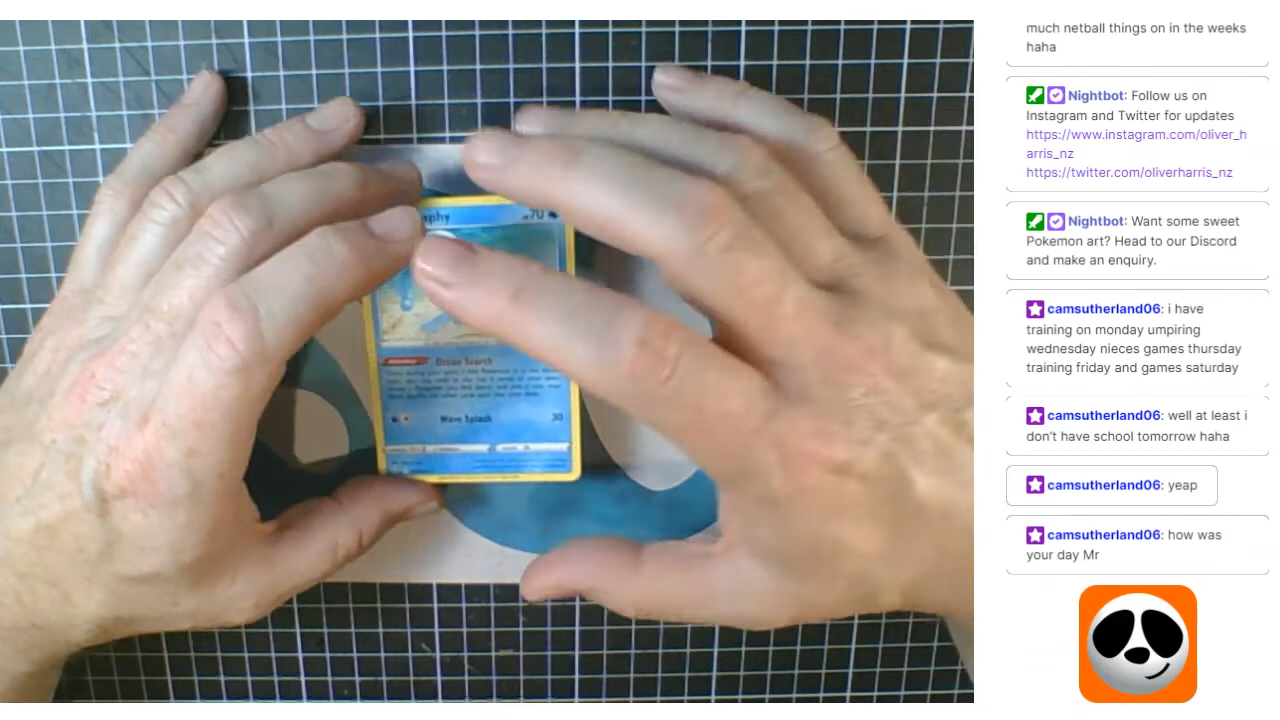 phy
70
Ocean Search
Wave Splash
30
much netball things on in the weeks
haha
Nightbot: Follow us on
Instagram and Twitter for updates
https://www.instagram.com/oliver_h
arris_nz
https://twitter.com/oliverharris_nz
Nightbot: Want some sweet
Pokemon art? Head to our Discord
and make an enquiry.
camsutherland06: i have
training on monday umpiring
wednesday nieces games thursday
training friday and games saturday
camsutherland06: well at least i
don't have school tomorrow haha
camsutherland06: yeap
camsutherland06: how was
your day Mr